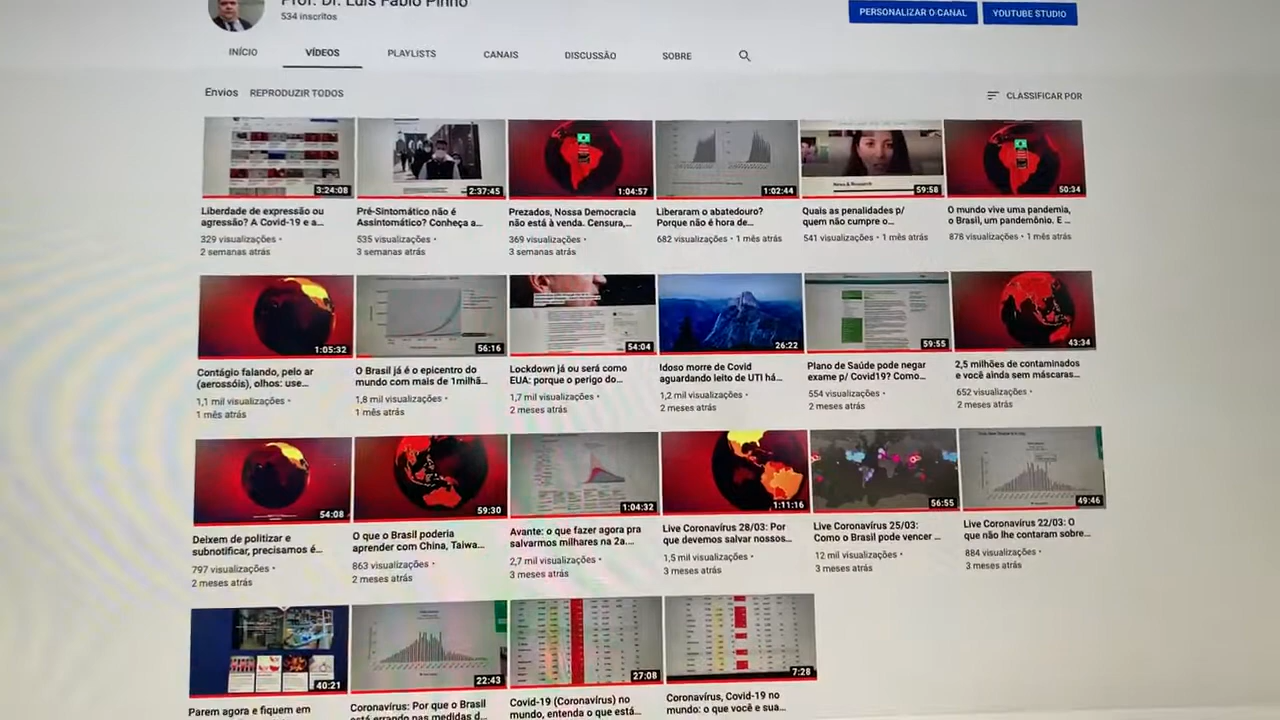 Prof. Dr. Luis Fabio Pinho
534 inscritos
PERSONALIZAR O CANAL
YOUTUBE STUDIO
INÍCIO
VÍDEOS
PLAYLISTS
CANAIS
DISCUSSÃO
SOBRE
Envios
REPRODUZIR TODOS
CLASSIFICAR POR
3:24:08
2:37:45
1:04:57
1:02:44
News & Research
59:58
50:34
Liberdade de expressão ou
agressão? A Covid-19 e a...
329 visualizações •
2 semanas atrás
Pré-Sintomático não é
Assintomático? Conheça a...
535 visualizações •
3 semanas atrás
Prezados, Nossa Democracia
não está à venda. Censura,...
369 visualizações •
3 semanas atrás
Liberaram o abatedouro?
Porque não é hora de...
682 visualizações • 1 mês atrás
Quais as penalidades p/
quem não cumpre o...
541 visualizações • 1 mês atrás
O mundo vive uma pandemia,
o Brasil, um pandemônio. E ...
878 visualizações • 1 mês atrás
1:05:32
56:16
54:04
26:22
59:55
43:34
Contágio falando, pelo ar
(aerossóis), olhos: use...
1,1 mil visualizações •
1 mês atrás
O Brasil já é o epicentro do
mundo com mais de 1milhã...
1,8 mil visualizações •
1 mês atrás
Lockdown já ou será como
EUA: porque o perigo do...
1,7 mil visualizações •
2 meses atrás
Idoso morre de Covid
aguardando leito de UTI há...
1,2 mil visualizações •
2 meses atrás
Plano de Saúde pode negar
exame p/ Covid19? Como...
554 visualizações •
2 meses atrás
2,5 milhões de contaminados
e você ainda sem máscaras...
652 visualizações •
2 meses atrás
54:08
59:30
1:04:32
1:11:16
56:55
49:46
Deixem de politizar e
subnotificar, precisamos é...
797 visualizações •
2 meses atrás
O que o Brasil poderia
aprender com China, Taiwa...
863 visualizações •
2 meses atrás
Avante: o que fazer agora pra
salvarmos milhares na 2a....
2,7 mil visualizações •
3 meses atrás
Live Coronavírus 28/03: Por
que devemos salvar nossos...
1,5 mil visualizações •
3 meses atrás
Live Coronavírus 25/03:
Como o Brasil pode vencer ...
12 mil visualizações •
3 meses atrás
Live Coronavírus 22/03: O
que não lhe contaram sobre...
884 visualizações •
3 meses atrás
40:21
22:43
27:08
7:28
Parem agora e fiquem em
Coronavírus: Por que o Brasil
está errando nas medidas d...
Covid-19 (Coronavírus) no
mundo, entenda o que está...
Coronavírus, Covid-19 no
mundo: o que você e sua...